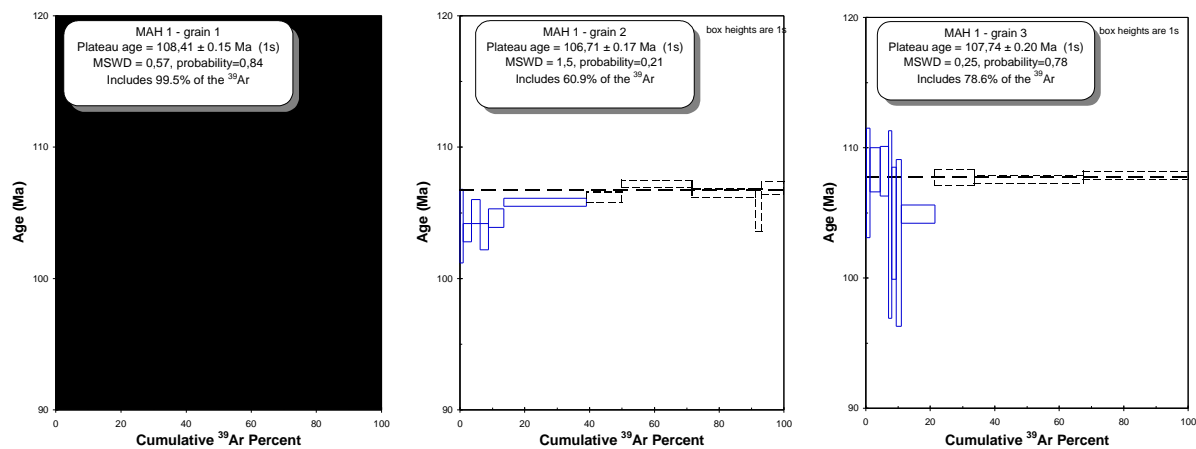 MAH 1 - grain 1
Plateau age = 108,41 ± 0.15 Ma (1s)
MSWD = 0,57, probability=0,84
Includes 99.5% of the ³⁹Ar
120
110
100
90
Age (Ma)
0 20 40 60 80 100
Cumulative ³⁹Ar Percent
MAH 1 - grain 2
Plateau age = 106,71 ± 0.17 Ma (1s)
MSWD = 1,5, probability=0,21
Includes 60.9% of the ³⁹Ar
box heights are 1s
120
110
100
90
Age (Ma)
0 20 40 60 80 100
Cumulative ³⁹Ar Percent
MAH 1 - grain 3
Plateau age = 107,74 ± 0.20 Ma (1s)
MSWD = 0,25, probability=0,78
Includes 78.6% of the ³⁹Ar
box heights are 1s
120
110
100
90
Age (Ma)
0 20 40 60 80 100
Cumulative ³⁹Ar Percent